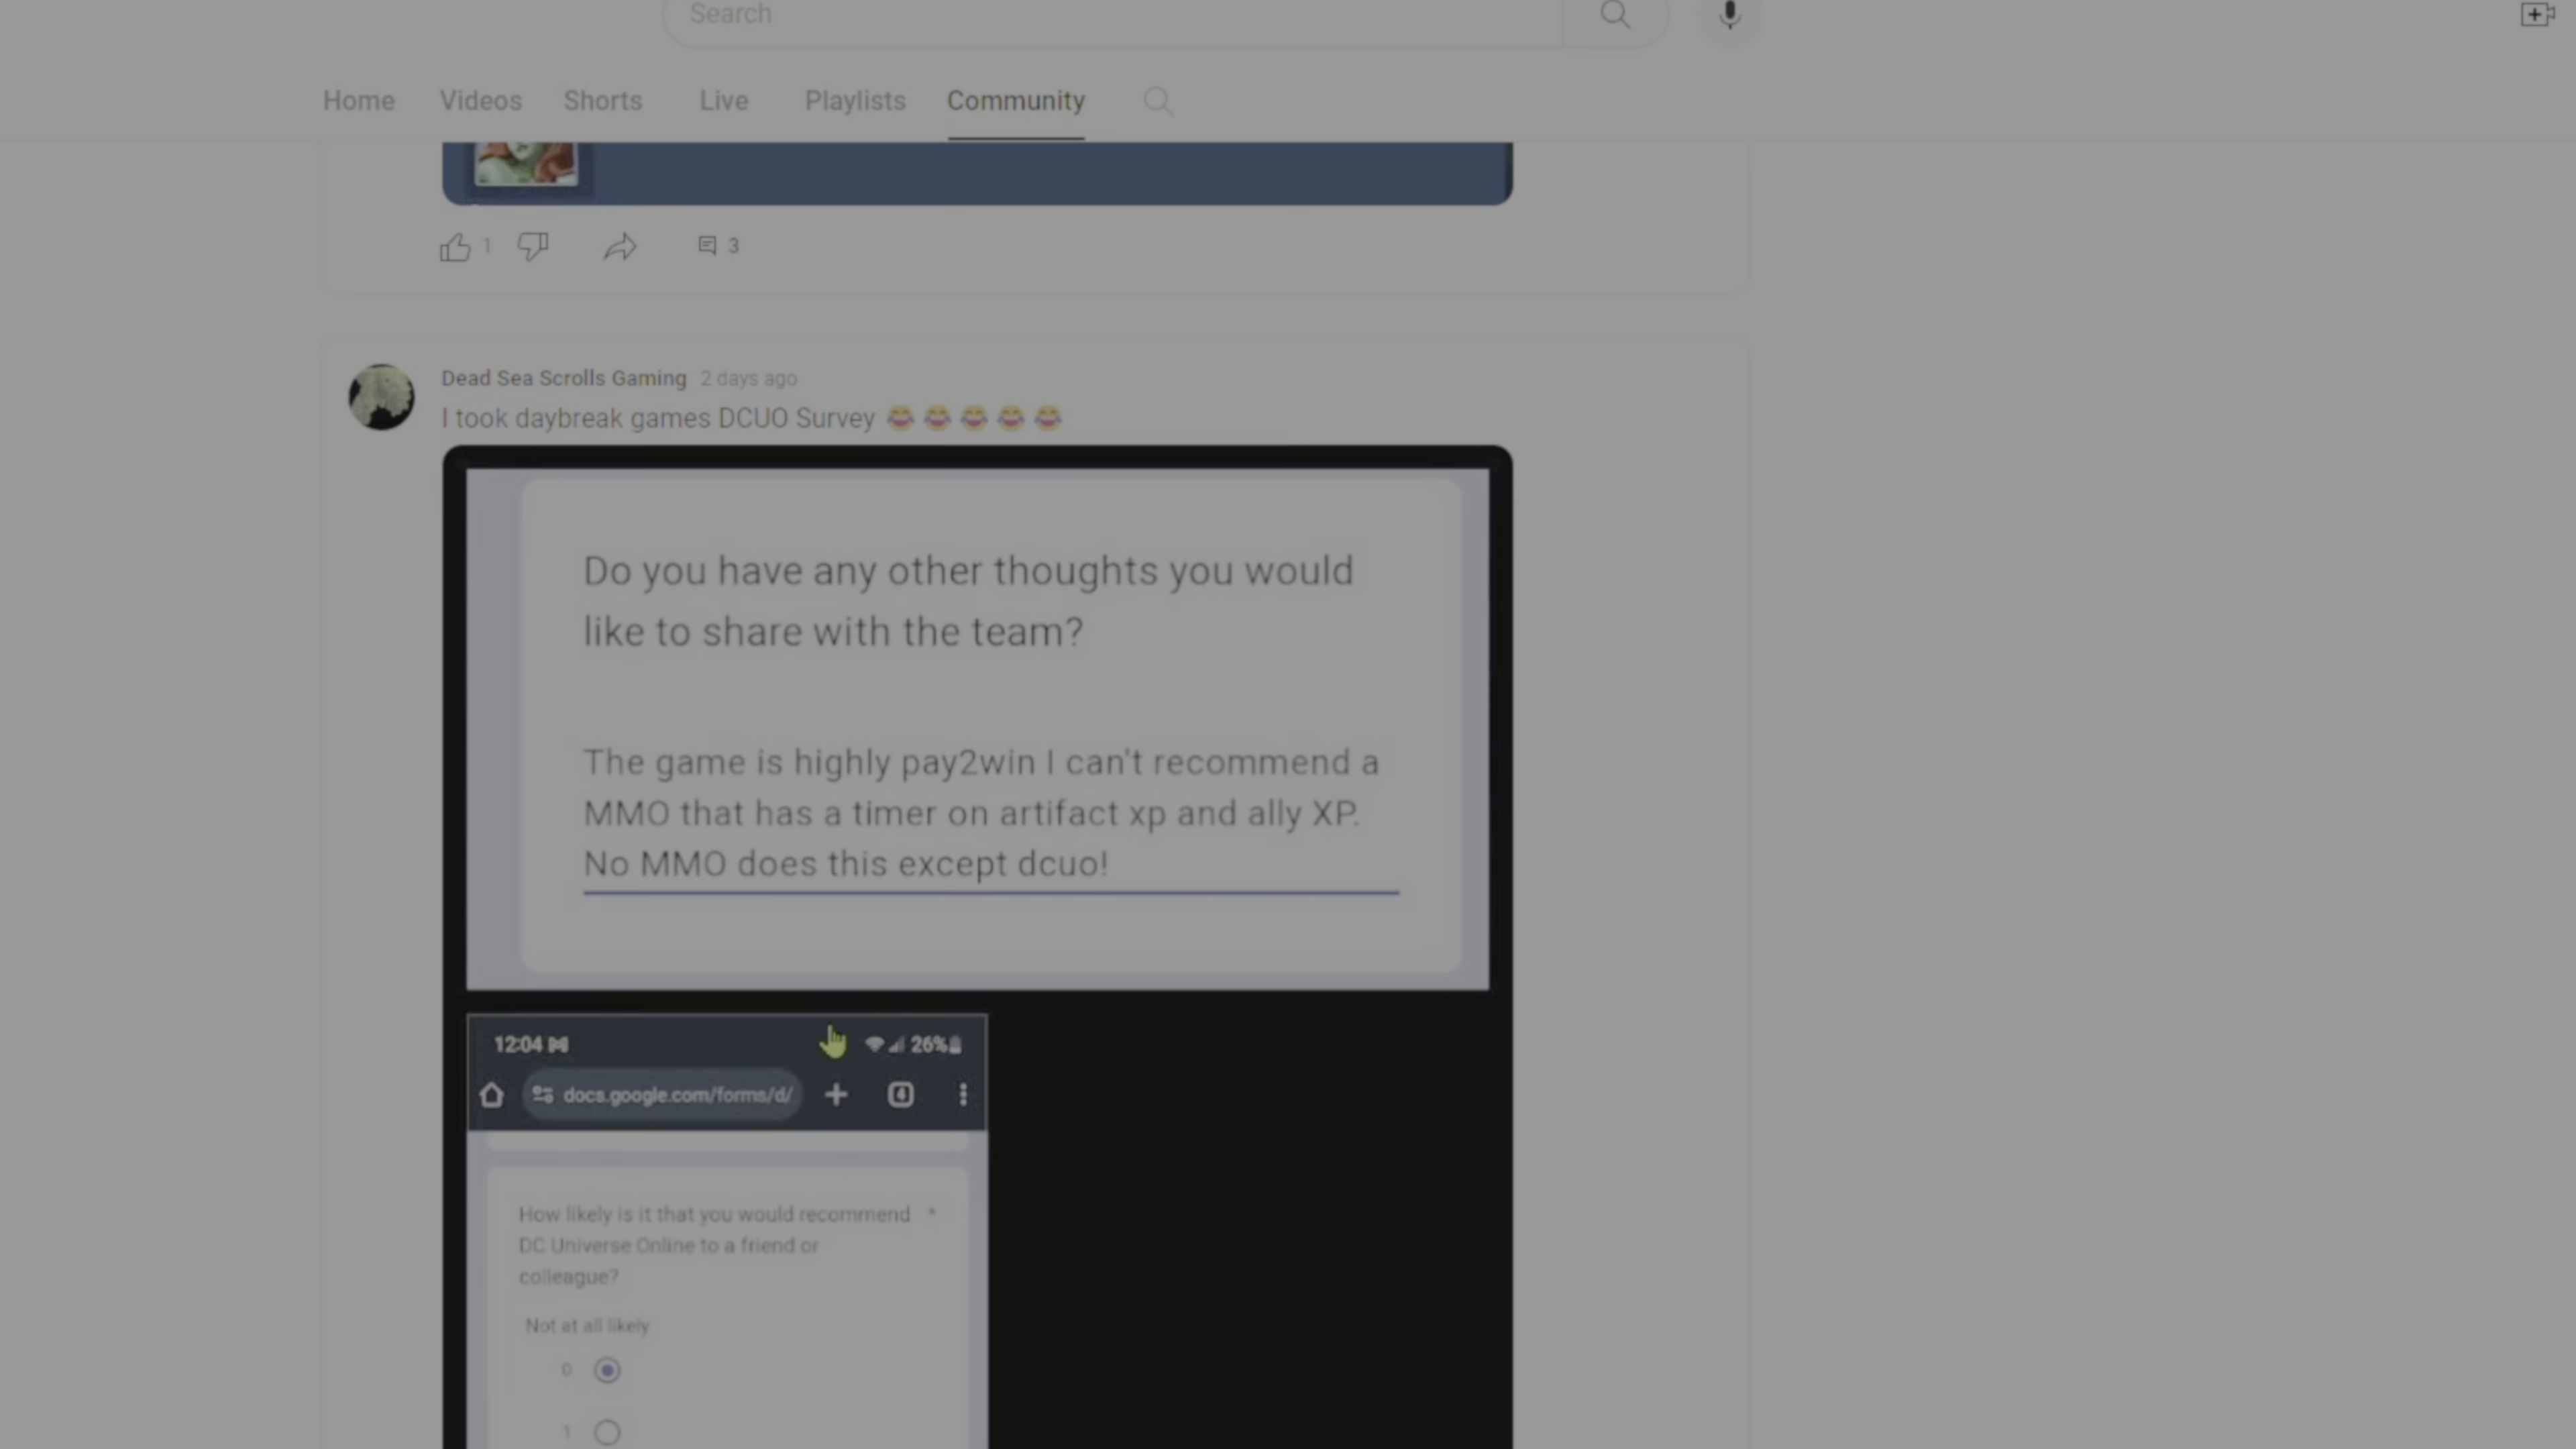 Search
Home Videos Shorts Live Playlists Community
1 3
Dead Sea Scrolls Gaming 2 days ago
I took daybreak games DCUO Survey 😂 😂 😂 😂 😂
Do you have any other thoughts you would
like to share with the team?
The game is highly pay2win I can't recommend a
MMO that has a timer on artifact xp and ally XP.
No MMO does this except dcuo!
12:04 26%
docs.google.com/forms/d/ 4
How likely is it that you would recommend *
DC Universe Online to a friend or
colleague?
Not at all likely
0
1